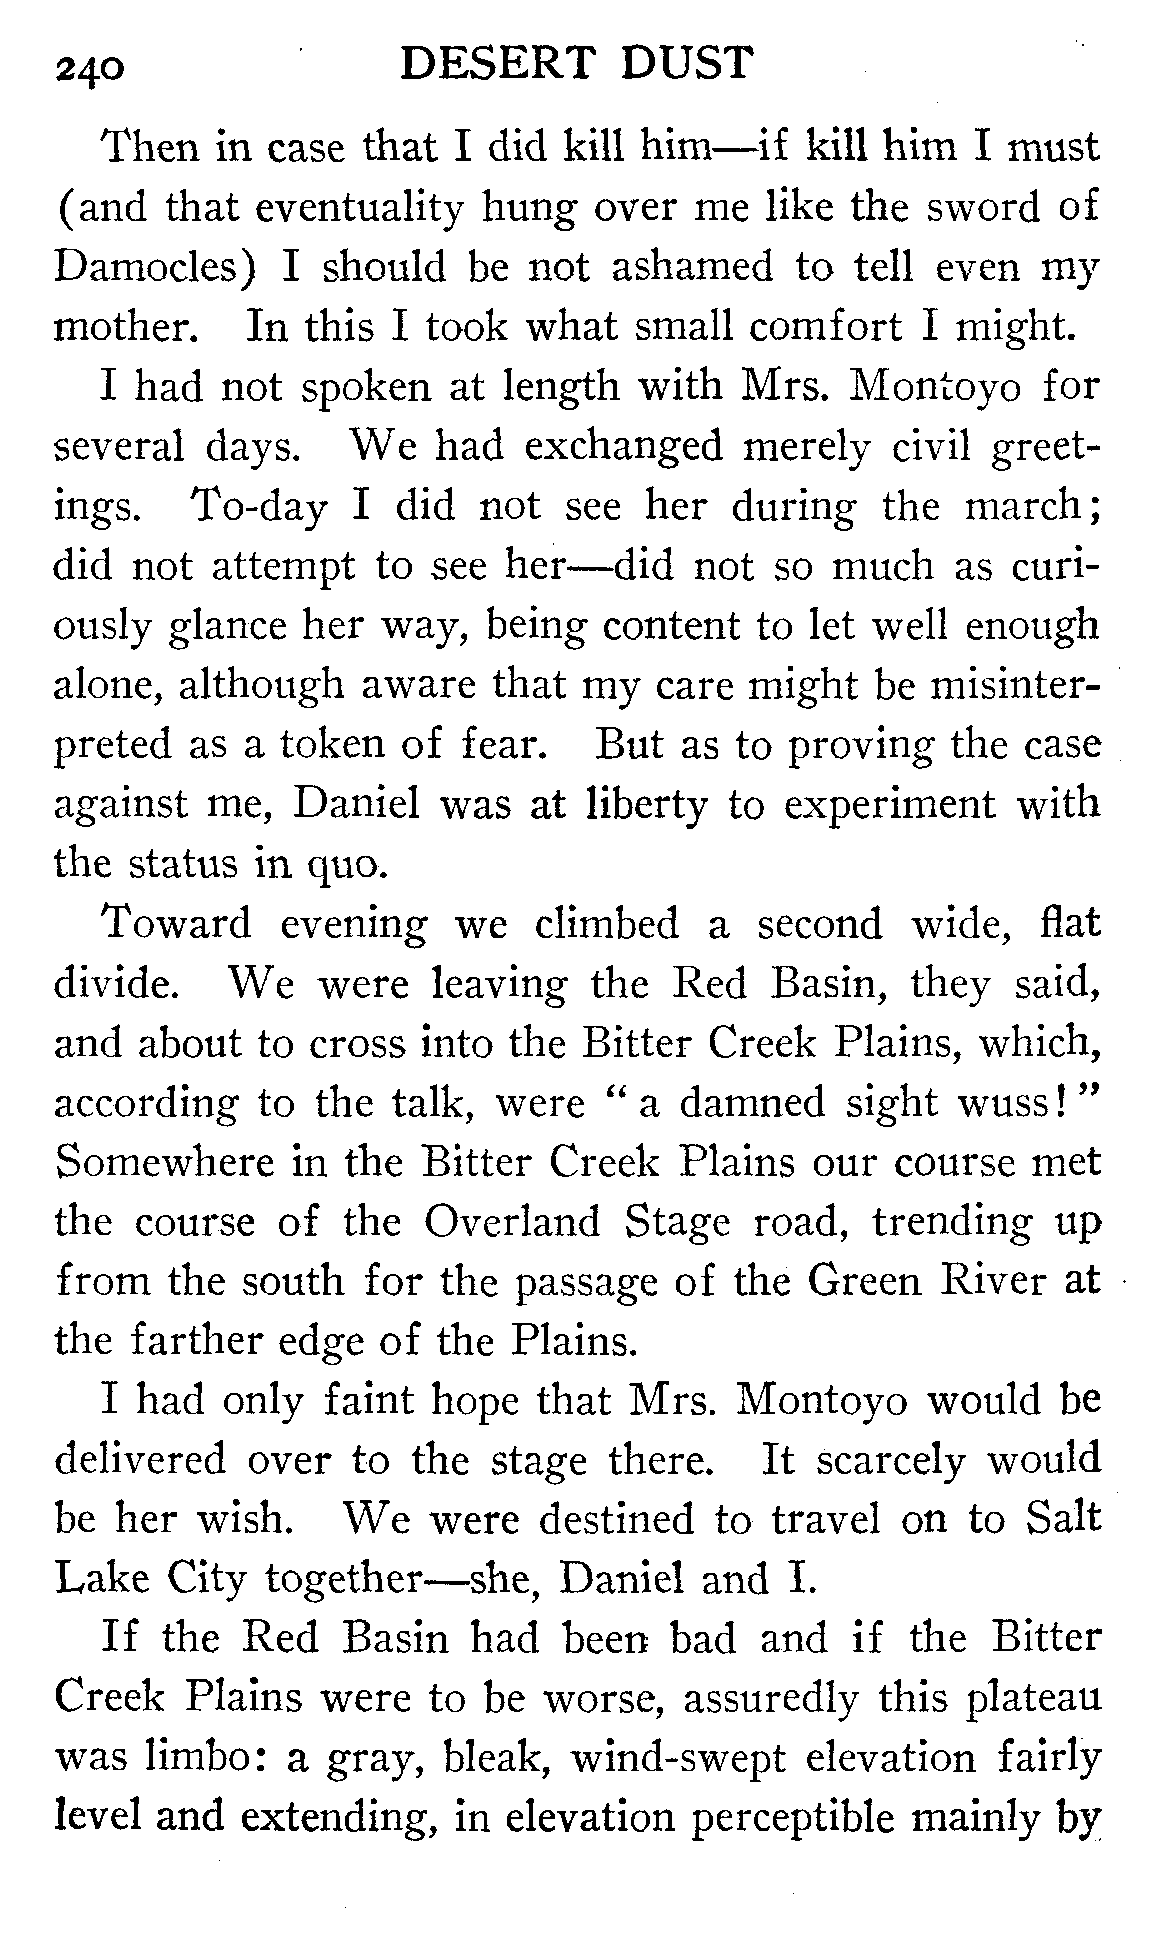 240 DESERT DUST
Then in case that I did kill him—if kill him I must
(and that eventuality hung over me like the sword of
Damocles) I should be not ashamed to tell even my
mother. In this I took what small comfort I might.
I had not spoken at length with Mrs. Montoyo for
several days. We had exchanged merely civil greet-
ings. To-day I did not see her during the march;
did not attempt to see her—did not so much as curi-
ously glance her way, being content to let well enough
alone, although aware that my care might be misinter-
preted as a token of fear. But as to proving the case
against me, Daniel was at liberty to experiment with
the status in quo.
Toward evening we climbed a second wide, flat
divide. We were leaving the Red Basin, they said,
and about to cross into the Bitter Creek Plains, which,
according to the talk, were “ a damned sight wuss! ”
Somewhere in the Bitter Creek Plains our course met
the course of the Overland Stage road, trending up
from the south for the passage of the Green River at
the farther edge of the Plains.
I had only faint hope that Mrs. Montoyo would be
delivered over to the stage there. It scarcely would
be her wish. We were destined to travel on to Salt
Lake City together—she, Daniel and I.
If the Red Basin had been bad and if the Bitter
Creek Plains were to be worse, assuredly this plateau
was limbo: a gray, bleak, wind-swept elevation fairly
level and extending, in elevation perceptible mainly by